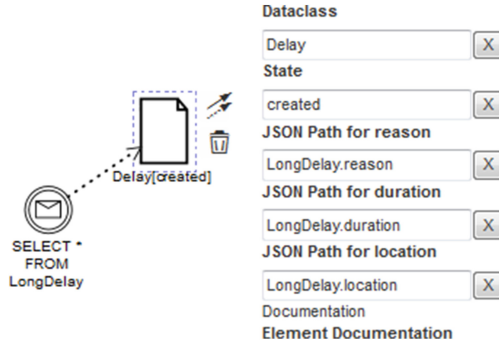 Dataclass
Delay
X
State
created
X
JSON Path for reason
LongDelay.reason
X
JSON Path for duration
LongDelay.duration
X
JSON Path for location
LongDelay.location
X
Documentation
Element Documentation
Delay[created]
SELECT *
FROM
LongDelay